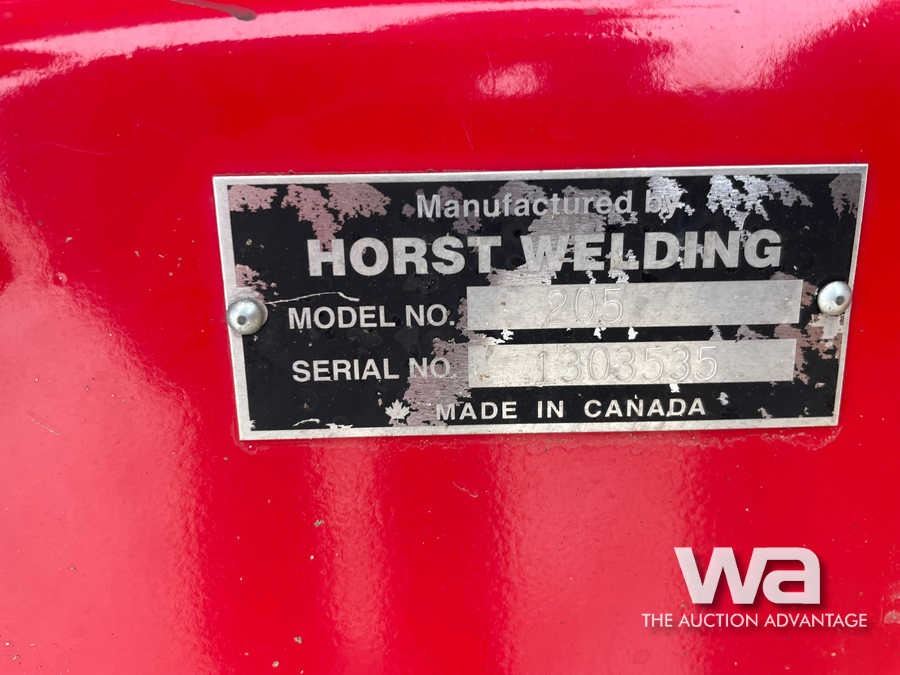 Manufactured by
HORST WELDING
MODEL NO. 205
SERIAL NO. 1303535
MADE IN CANADA
wa
THE AUCTION ADVANTAGE